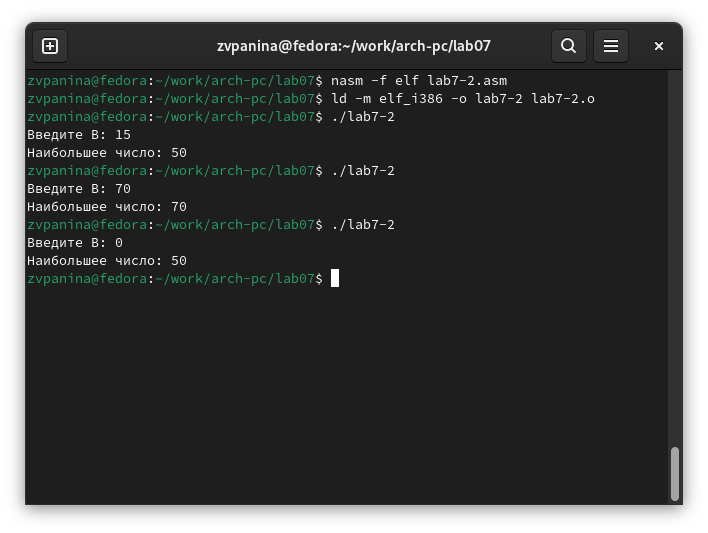 zvpanina@fedora:~/work/arch-pc/lab07
zvpanina@fedora:~/work/arch-pc/lab07$ nasm -f elf lab7-2.asm
zvpanina@fedora:~/work/arch-pc/lab07$ ld -m elf_i386 -o lab7-2 lab7-2.o
zvpanina@fedora:~/work/arch-pc/lab07$ ./lab7-2
Введите B: 15
Наибольшее число: 50
zvpanina@fedora:~/work/arch-pc/lab07$ ./lab7-2
Введите B: 70
Наибольшее число: 70
zvpanina@fedora:~/work/arch-pc/lab07$ ./lab7-2
Введите B: 0
Наибольшее число: 50
zvpanina@fedora:~/work/arch-pc/lab07$